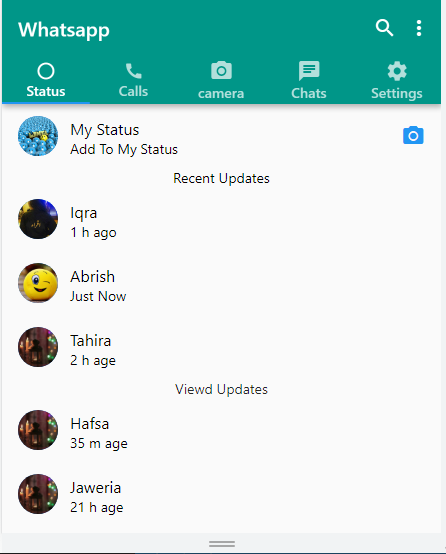 Whatsapp
Status Calls camera Chats Settings
My Status
Add To My Status
Recent Updates
Iqra
1 h ago
Abrish
Just Now
Tahira
2 h age
Viewd Updates
Hafsa
35 m age
Jaweria
21 h age